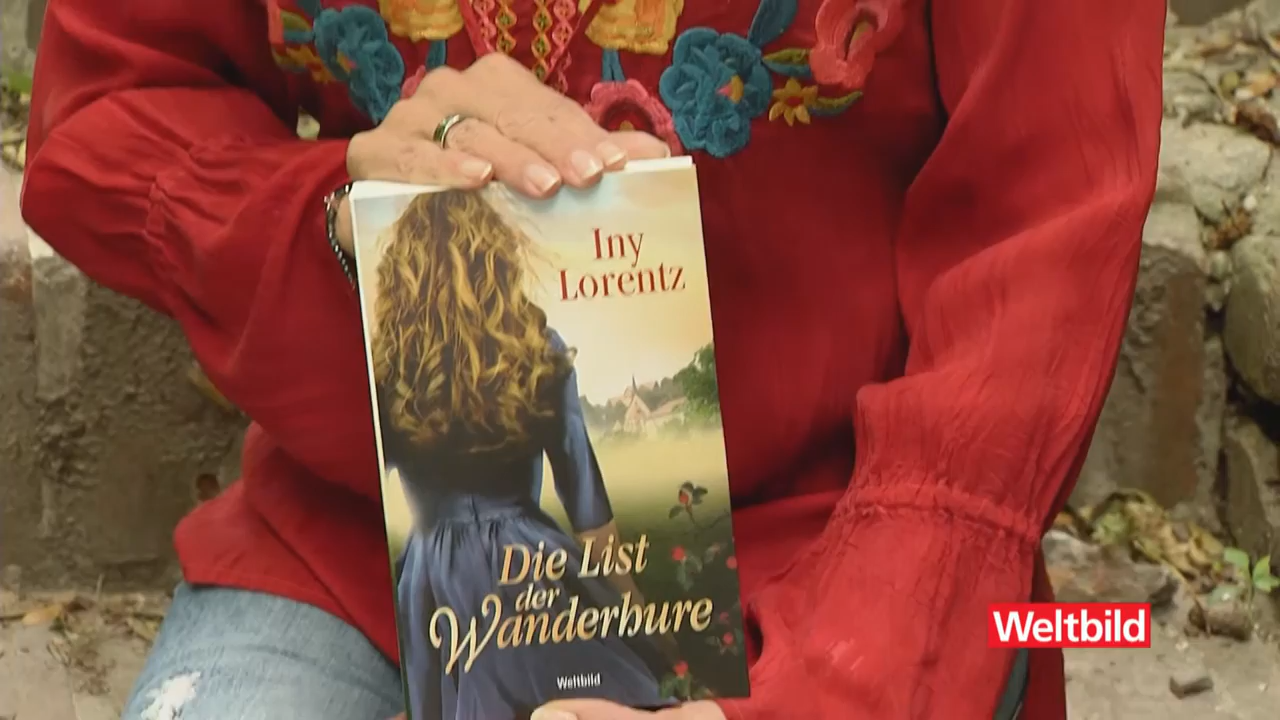 Iny
Lorentz
Die List
der
Wanderhure
Weltbild
Weltbild